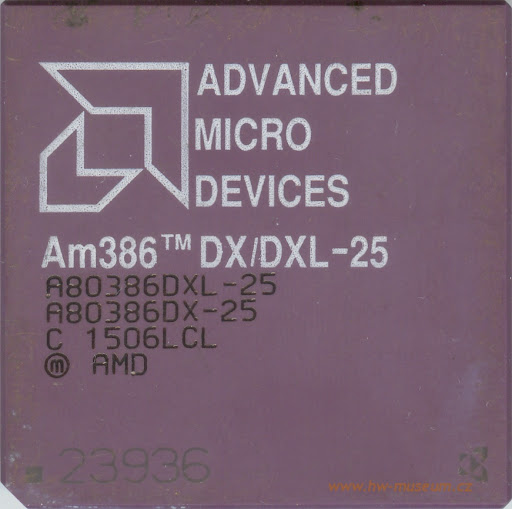 ADVANCED
MICRO
DEVICES
Am386™ DX/DXL-25
A80386DXL-25
A80386DX-25
C 1506LCL
ⓜ AMD
23936
www.hw-museum.cz